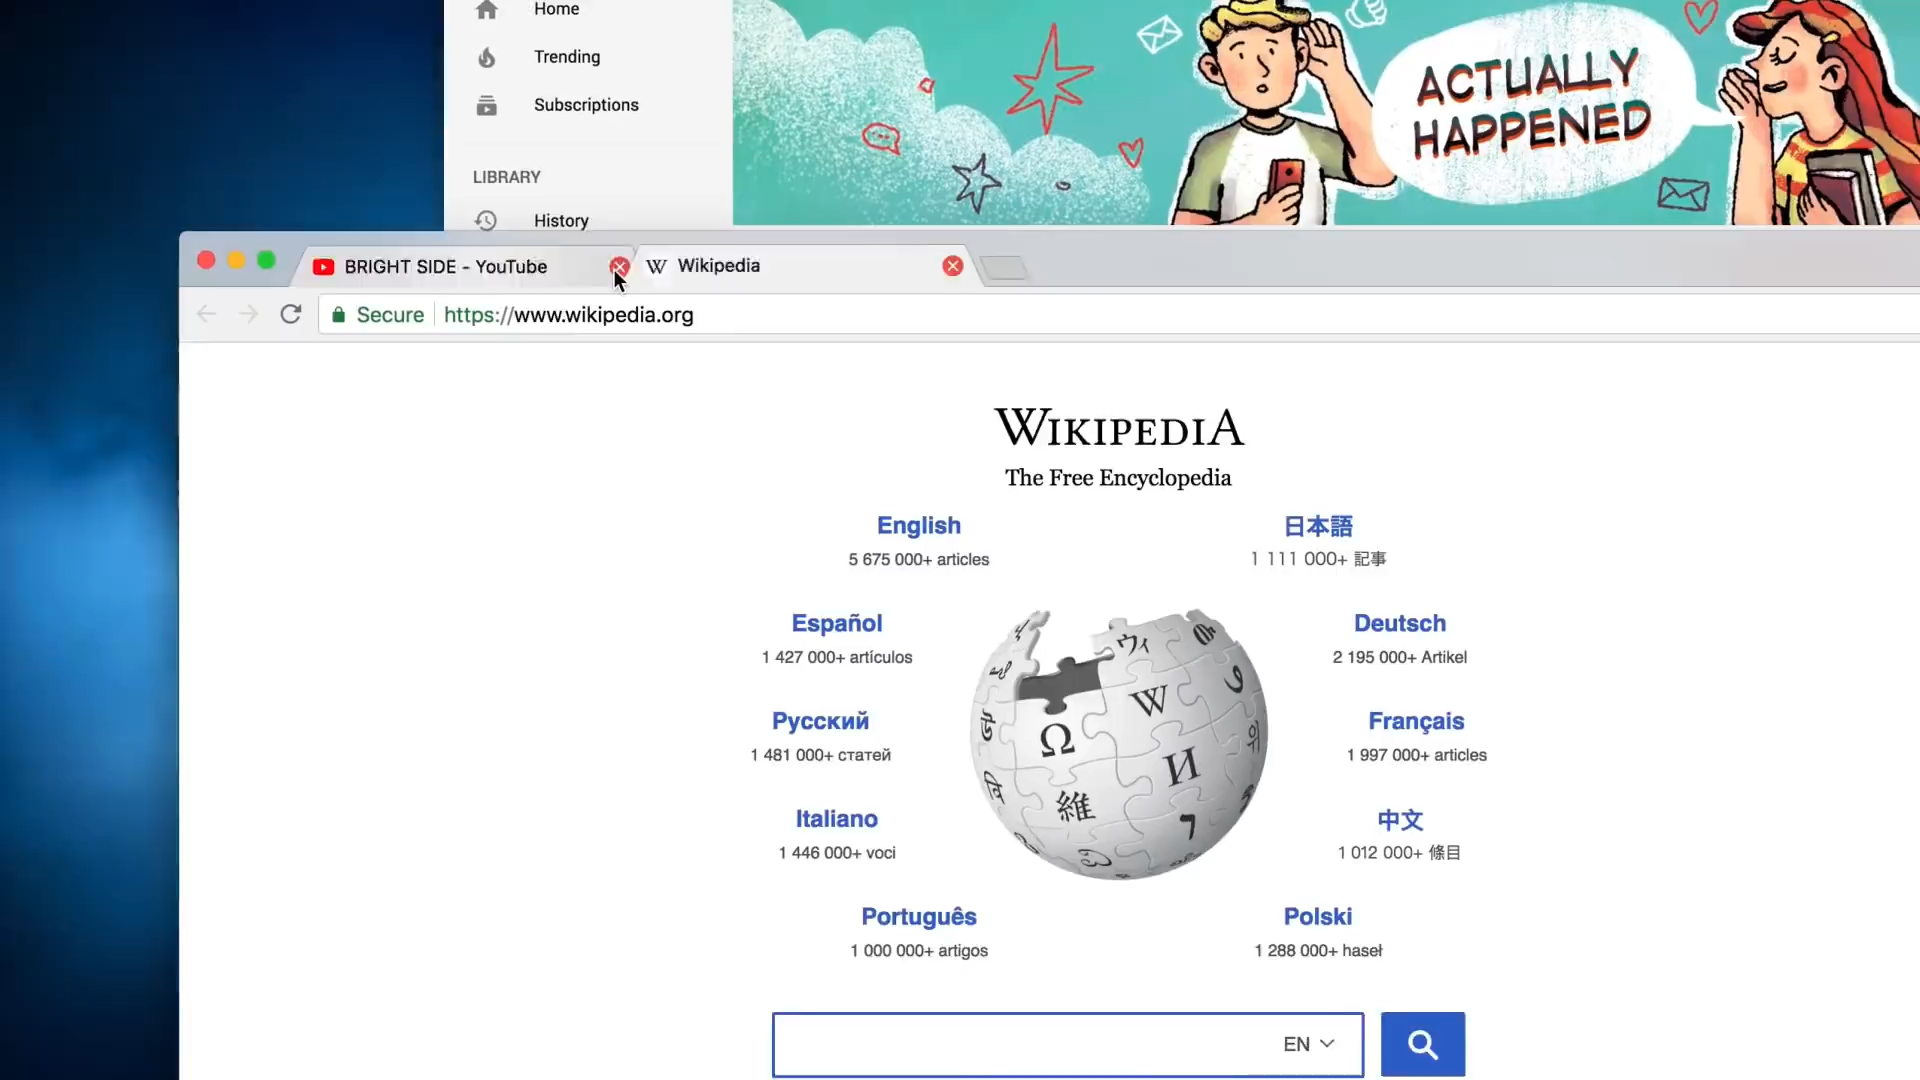 Home
Trending
Subscriptions
LIBRARY
History
ACTUALLY
HAPPENED
BRIGHT SIDE - YouTube
Wikipedia
Secure
https://www.wikipedia.org
WIKIPEDIA
The Free Encyclopedia
English
5 675 000+ articles
日本語
1 111 000+ 記事
Español
1 427 000+ artículos
Deutsch
2 195 000+ Artikel
Русский
1 481 000+ статей
Français
1 997 000+ articles
Italiano
1 446 000+ voci
中文
1 012 000+ 條目
Português
1 000 000+ artigos
Polski
1 288 000+ haseł
Ω
W
И
維
ウィ
EN